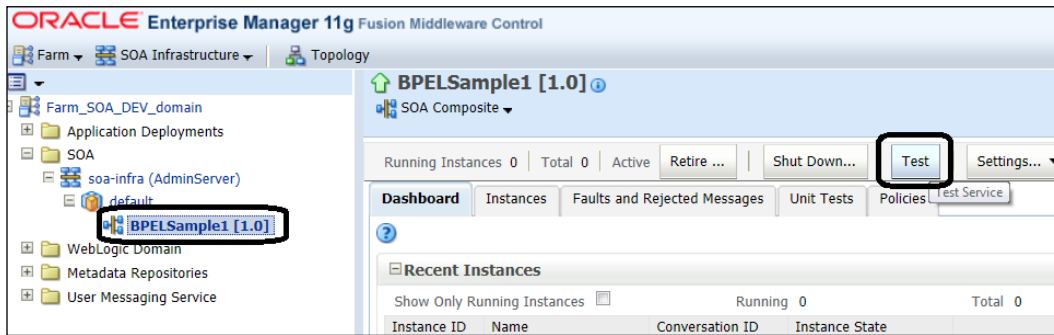 ORACLE Enterprise Manager 11g Fusion Middleware Control
Farm SOA Infrastructure Topology
Farm_SOA_DEV_domain
Application Deployments
SOA
soa-infra (AdminServer)
default
BPELSample1 [1.0]
WebLogic Domain
Metadata Repositories
User Messaging Service
BPELSample1 [1.0]
SOA Composite
Running Instances 0 Total 0 Active Retire ... Shut Down... Test Settings...
Test Service
Dashboard Instances Faults and Rejected Messages Unit Tests Policies
Recent Instances
Show Only Running Instances Running 0 Total 0
Instance ID Name Conversation ID Instance State